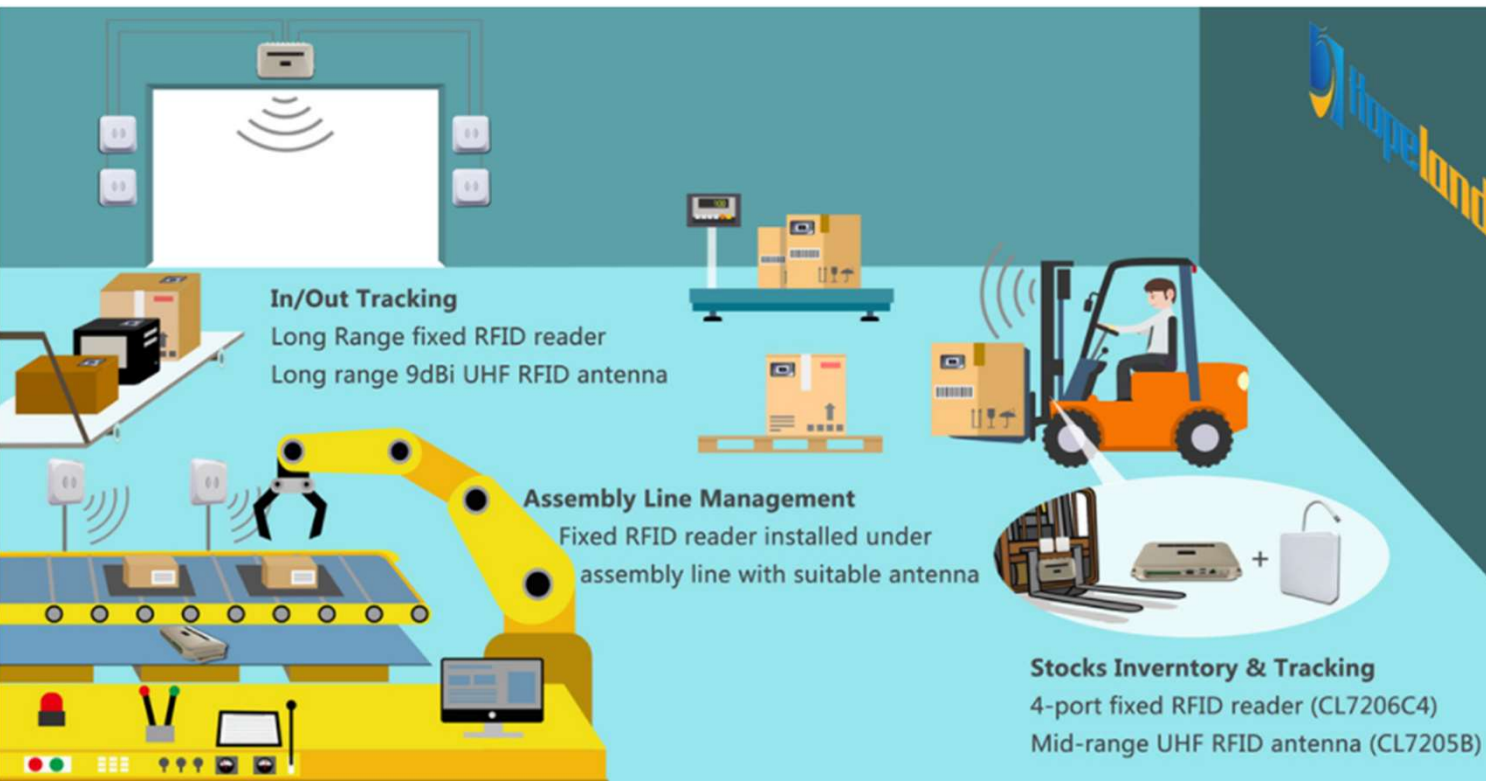 Hopeland
In/Out Tracking
Long Range fixed RFID reader
Long range 9dBi UHF RFID antenna
Assembly Line Management
Fixed RFID reader installed under
assembly line with suitable antenna
+
Stocks Inverntory & Tracking
4-port fixed RFID reader (CL7206C4)
Mid-range UHF RFID antenna (CL7205B)